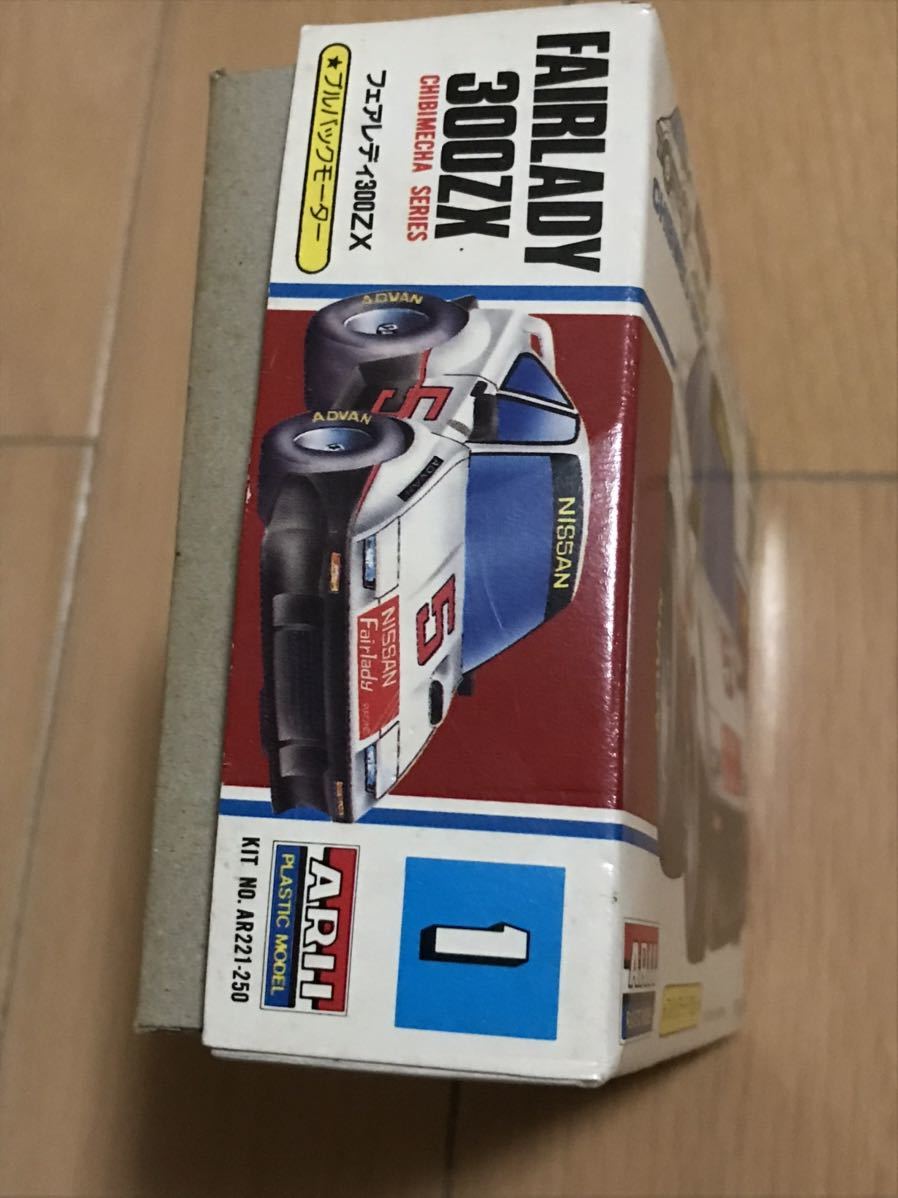 FAIRLADY
300ZX
CHIBIMECHA SERIES
フェアレディ300ZX
★プルバックモーター
ADVAN
ADVAN
5
ADVAN
NISSAN
5
NISSAN
Fairlady
1
ARII
PLASTIC MODEL
KIT NO. AR221-250
ARII